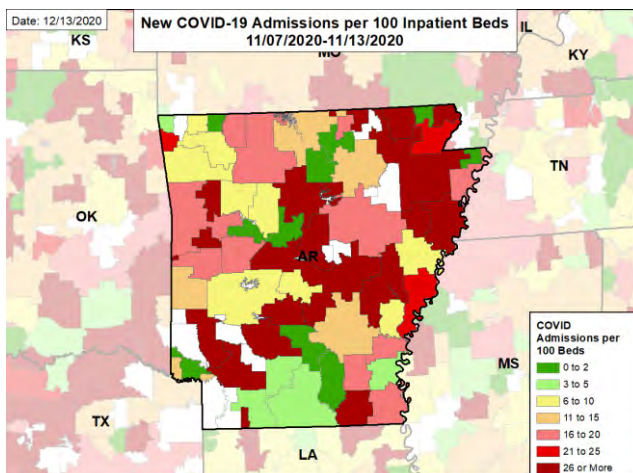 Date: 12/13/2020
New COVID-19 Admissions per 100 Inpatient Beds
11/07/2020-11/13/2020
KS
MO
IL
KY
OK
TN
AR
MS
TX
LA
COVID
Admissions per
100 Beds
0 to 2
3 to 5
6 to 10
11 to 15
16 to 20
21 to 25
26 or More